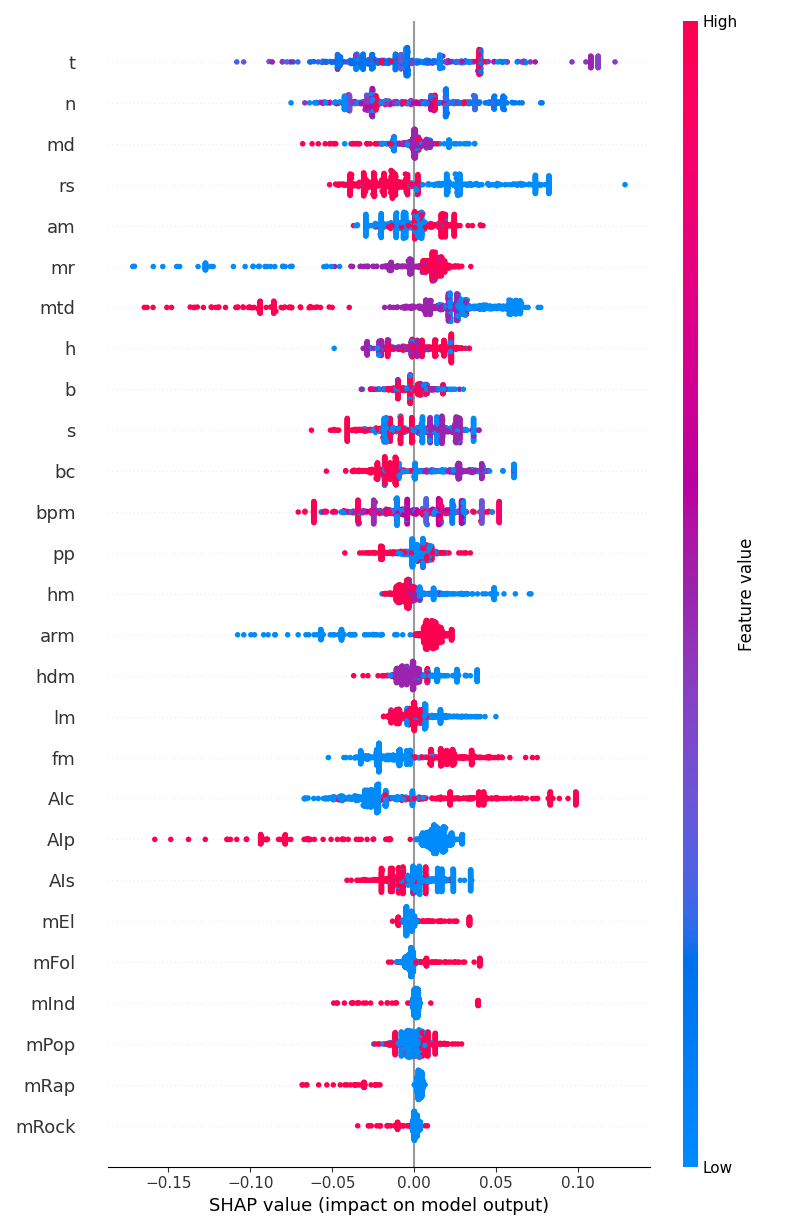 High
t
n
md
rs
am
mr
mtd
h
b
s
bc
bpm
pp
hm
arm
hdm
lm
fm
AIc
AIp
AIs
mEl
mFol
mInd
mPop
mRap
mRock
Feature value
Low
−0.15 −0.10 −0.05 0.00 0.05 0.10
SHAP value (impact on model output)